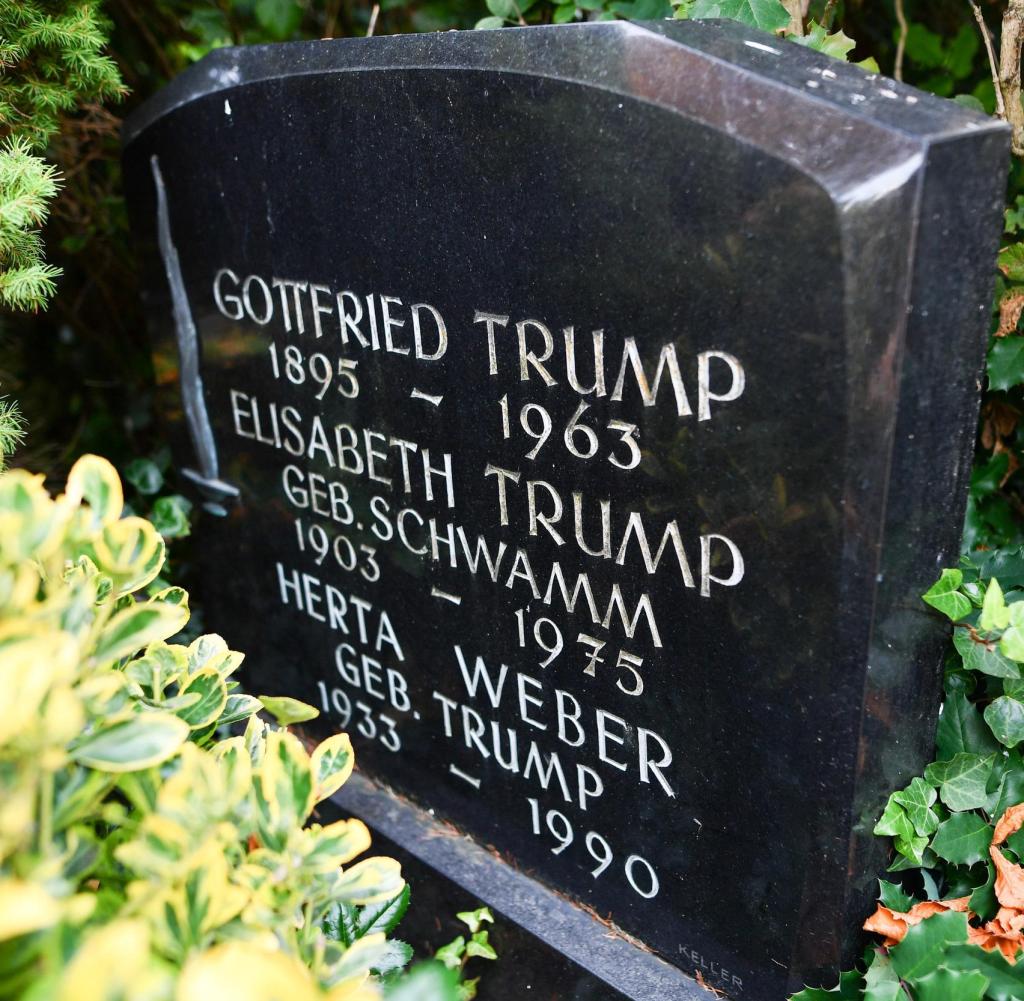 GOTTFRIED TRUMP
1895 – 1963
ELISABETH TRUMP
GEB. SCHWAMM
1903 – 1975
HERTA WEBER
GEB. TRUMP
1933 – 1990
KELLER